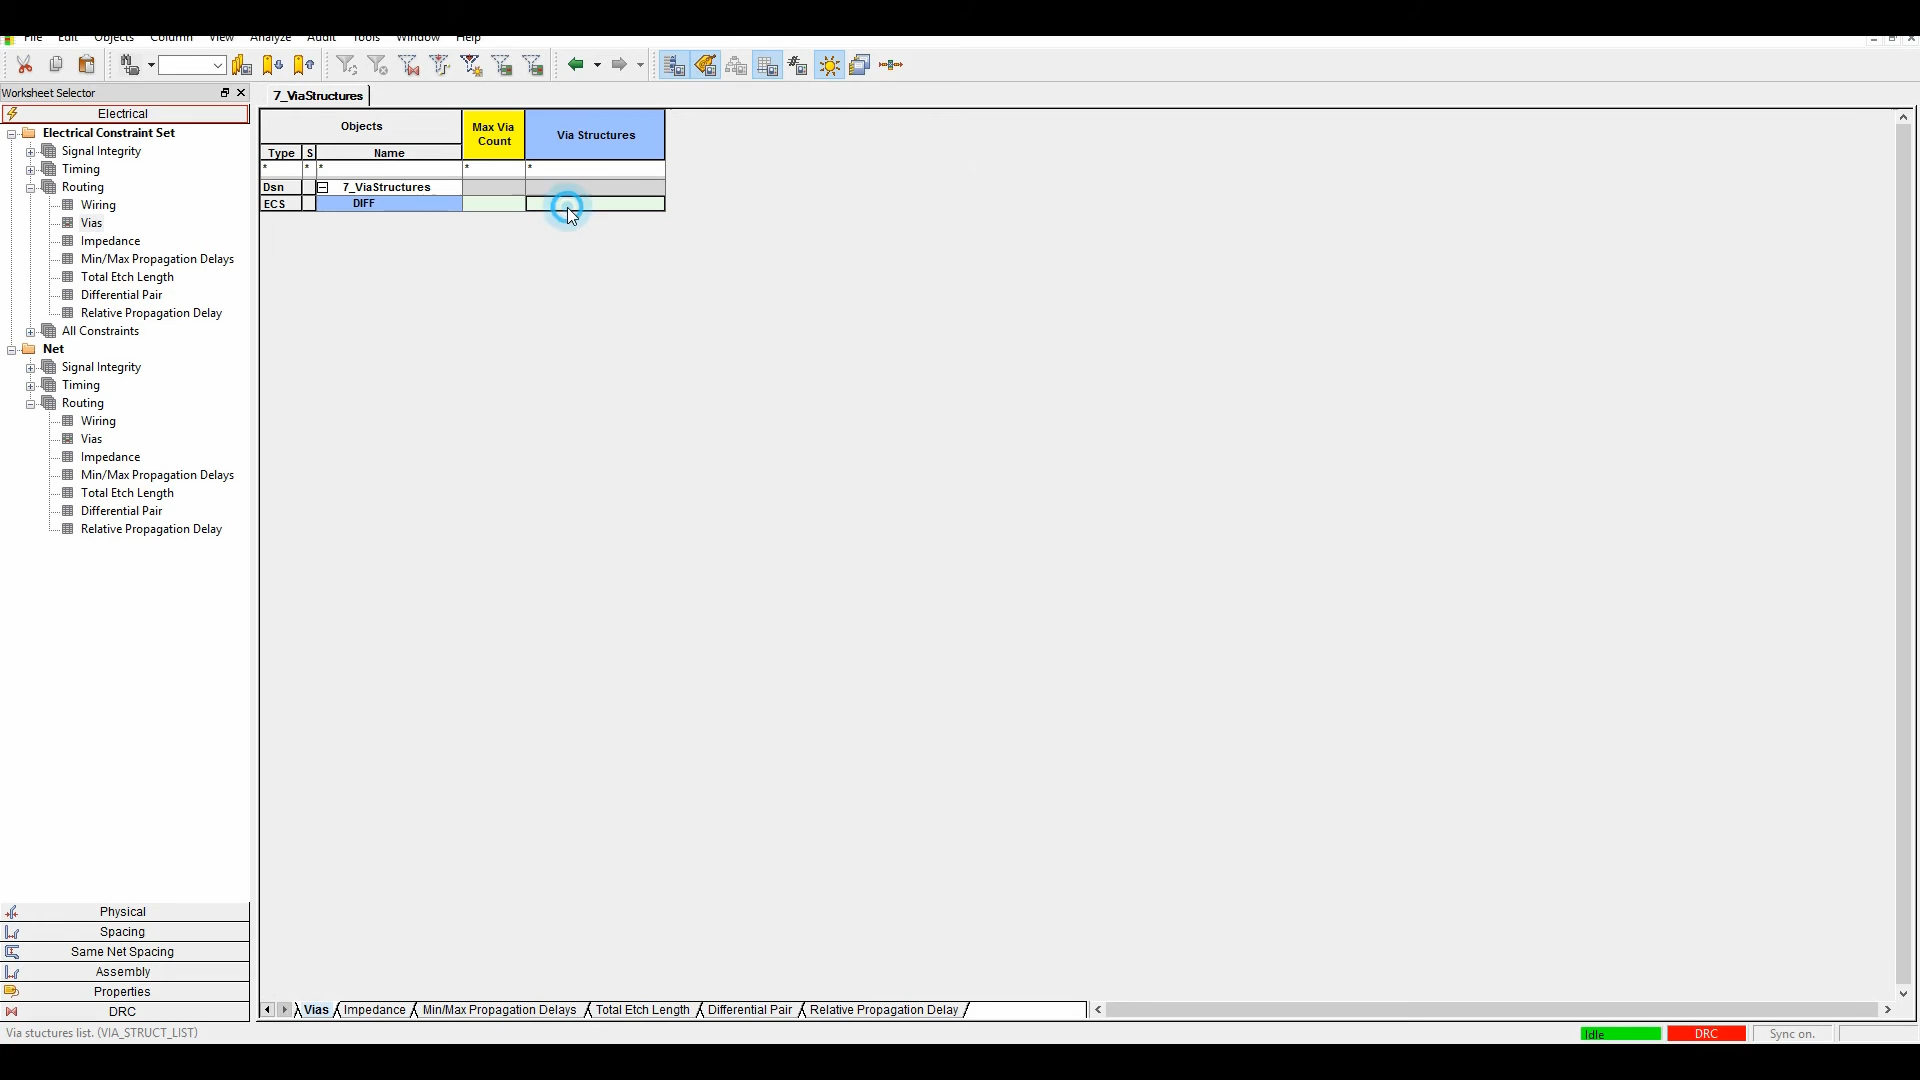 File Edit Objects Column View Analyze Audit Tools Window Help
Worksheet Selector
7_ViaStructures
Electrical
Electrical Constraint Set
Signal Integrity
Timing
Routing
Wiring
Vias
Impedance
Min/Max Propagation Delays
Total Etch Length
Differential Pair
Relative Propagation Delay
All Constraints
Net
Signal Integrity
Timing
Routing
Wiring
Vias
Impedance
Min/Max Propagation Delays
Total Etch Length
Differential Pair
Relative Propagation Delay
Physical
Spacing
Same Net Spacing
Assembly
Properties
DRC
Objects
Max Via
Count
Via Structures
Type S Name
* * * * *
Dsn 7_ViaStructures
ECS DIFF
Vias Impedance Min/Max Propagation Delays Total Etch Length Differential Pair Relative Propagation Delay
Via stuctures list. (VIA_STRUCT_LIST)
Idle DRC Sync on.